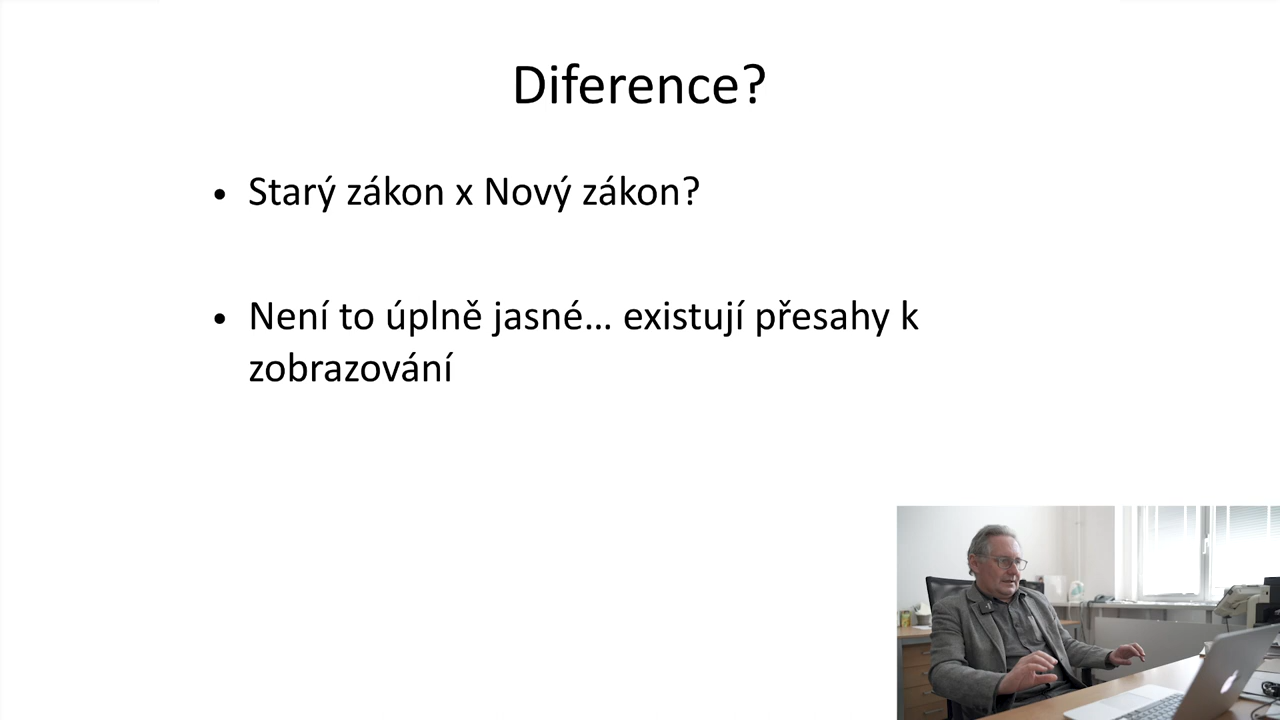 Diference?
• Starý zákon x Nový zákon?
• Není to úplně jasné… existují přesahy k
zobrazování